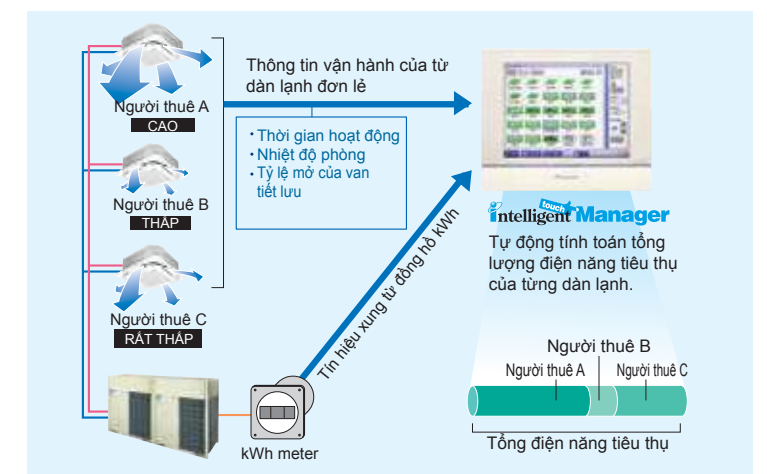 Thông tin vận hành của từ
dàn lạnh đơn lẻ
Người thuê A
CAO
• Thời gian hoạt động
• Nhiệt độ phòng
• Tỷ lệ mở của van
tiết lưu
Người thuê B
THẤP
Người thuê C
RẤT THẤP
kWh meter
Tín hiệu xung từ đồng hồ kWh
intelligent touch Manager
Tự động tính toán tổng
lượng điện năng tiêu thụ
của từng dàn lạnh.
Người thuê B
Người thuê A
Người thuê C
Tổng điện năng tiêu thụ